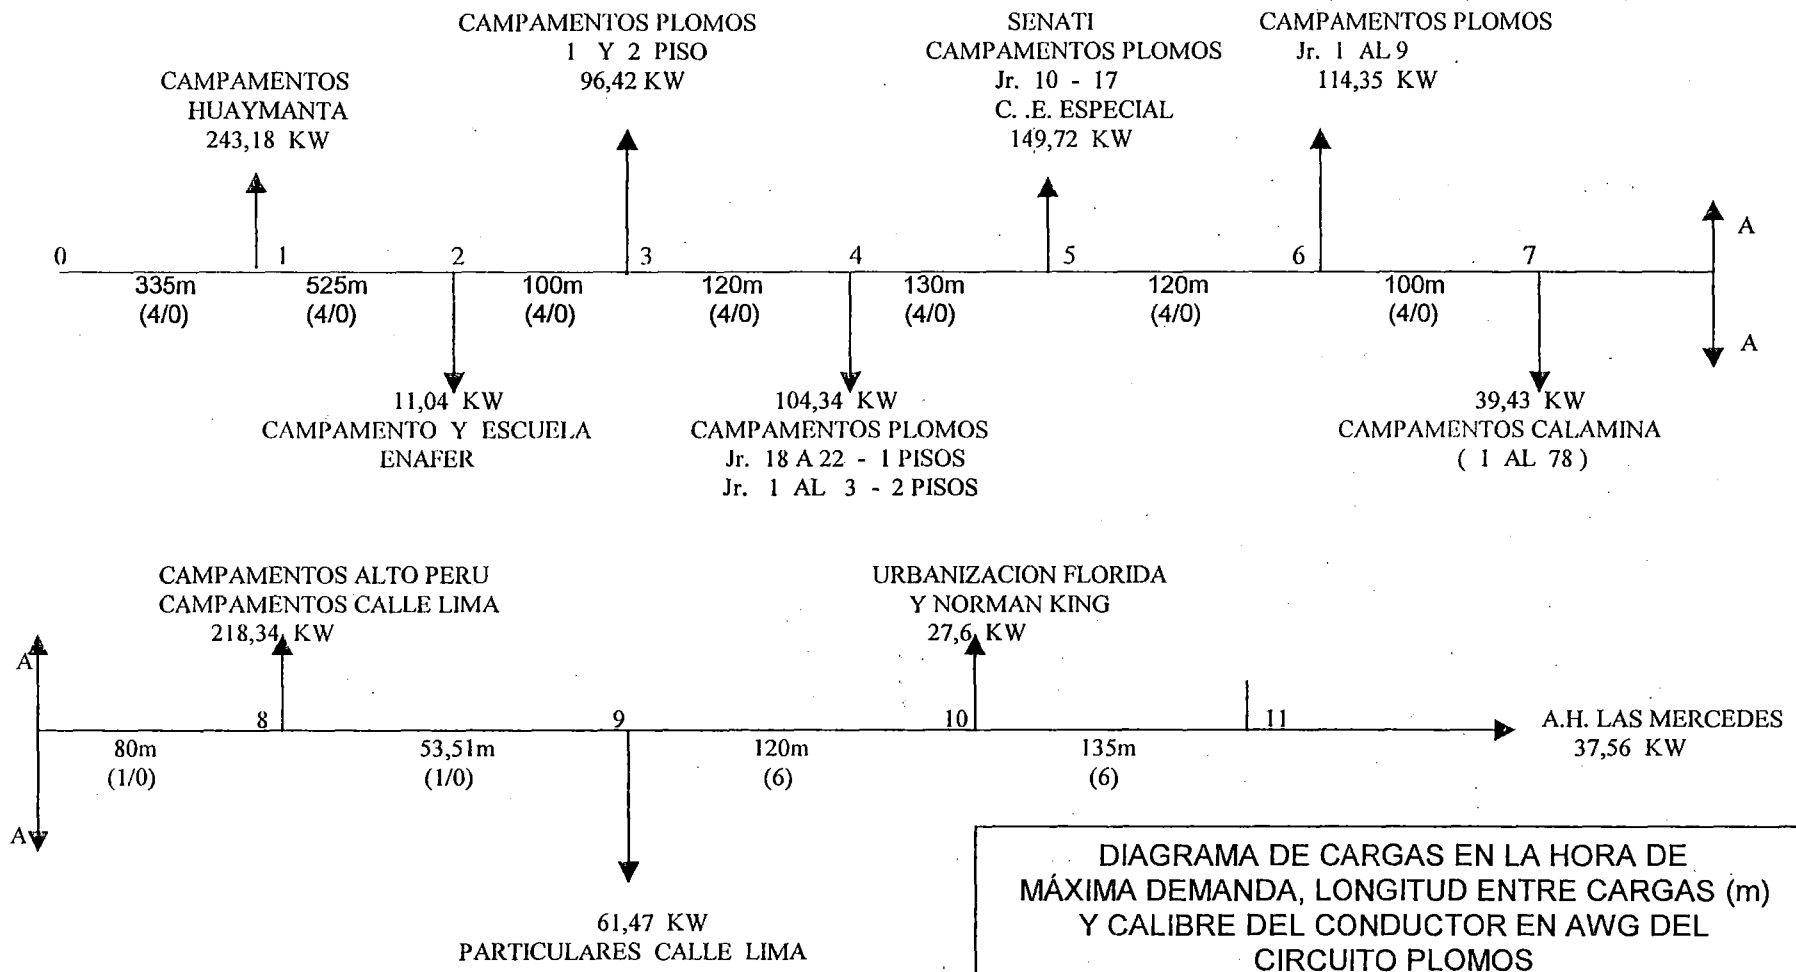 CAMPAMENTOS
HUAYMANTA
243,18 KW
CAMPAMENTOS PLOMOS
1 Y 2 PISO
96,42 KW
SENATI
CAMPAMENTOS PLOMOS
Jr. 10 - 17
C. .E. ESPECIAL
149,72 KW
CAMPAMENTOS PLOMOS
Jr. 1 AL 9
114,35 KW
0 1 2 3 4 5 6 7 A
335m 525m 100m 120m 130m 120m 100m
(4/0) (4/0) (4/0) (4/0) (4/0) (4/0) (4/0)
A
11,04 KW
CAMPAMENTO Y ESCUELA
ENAFER
104,34 KW
CAMPAMENTOS PLOMOS
Jr. 18 A 22 - 1 PISOS
Jr. 1 AL 3 - 2 PISOS
39,43 KW
CAMPAMENTOS CALAMINA
( 1 AL 78 )
CAMPAMENTOS ALTO PERU
CAMPAMENTOS CALLE LIMA
218,34 KW
URBANIZACION FLORIDA
Y NORMAN KING
27,6 KW
A
8 9 10 11
A.H. LAS MERCEDES
37,56 KW
80m 53,51m 120m 135m
(1/0) (1/0) (6) (6)
A
61,47 KW
PARTICULARES CALLE LIMA
DIAGRAMA DE CARGAS EN LA HORA DE
MÁXIMA DEMANDA, LONGITUD ENTRE CARGAS (m)
Y CALIBRE DEL CONDUCTOR EN AWG DEL
CIRCUITO PLOMOS